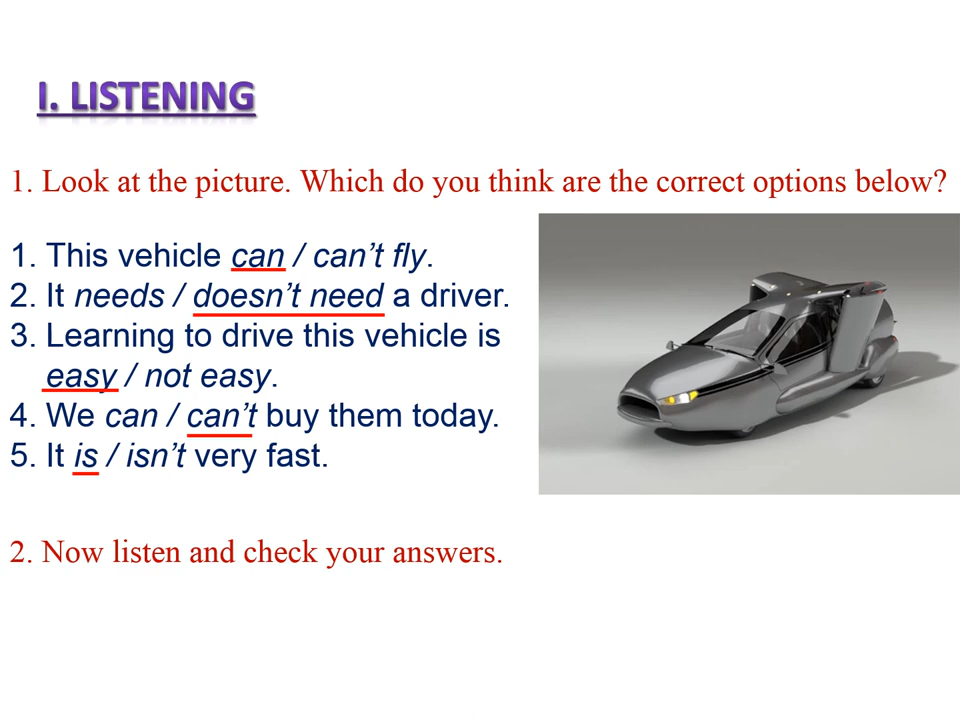 I. LISTENING
1. Look at the picture. Which do you think are the correct options below?
1. This vehicle can / can’t fly.
2. It needs / doesn’t need a driver.
3. Learning to drive this vehicle is
easy / not easy.
4. We can / can’t buy them today.
5. It is / isn’t very fast.
2. Now listen and check your answers.